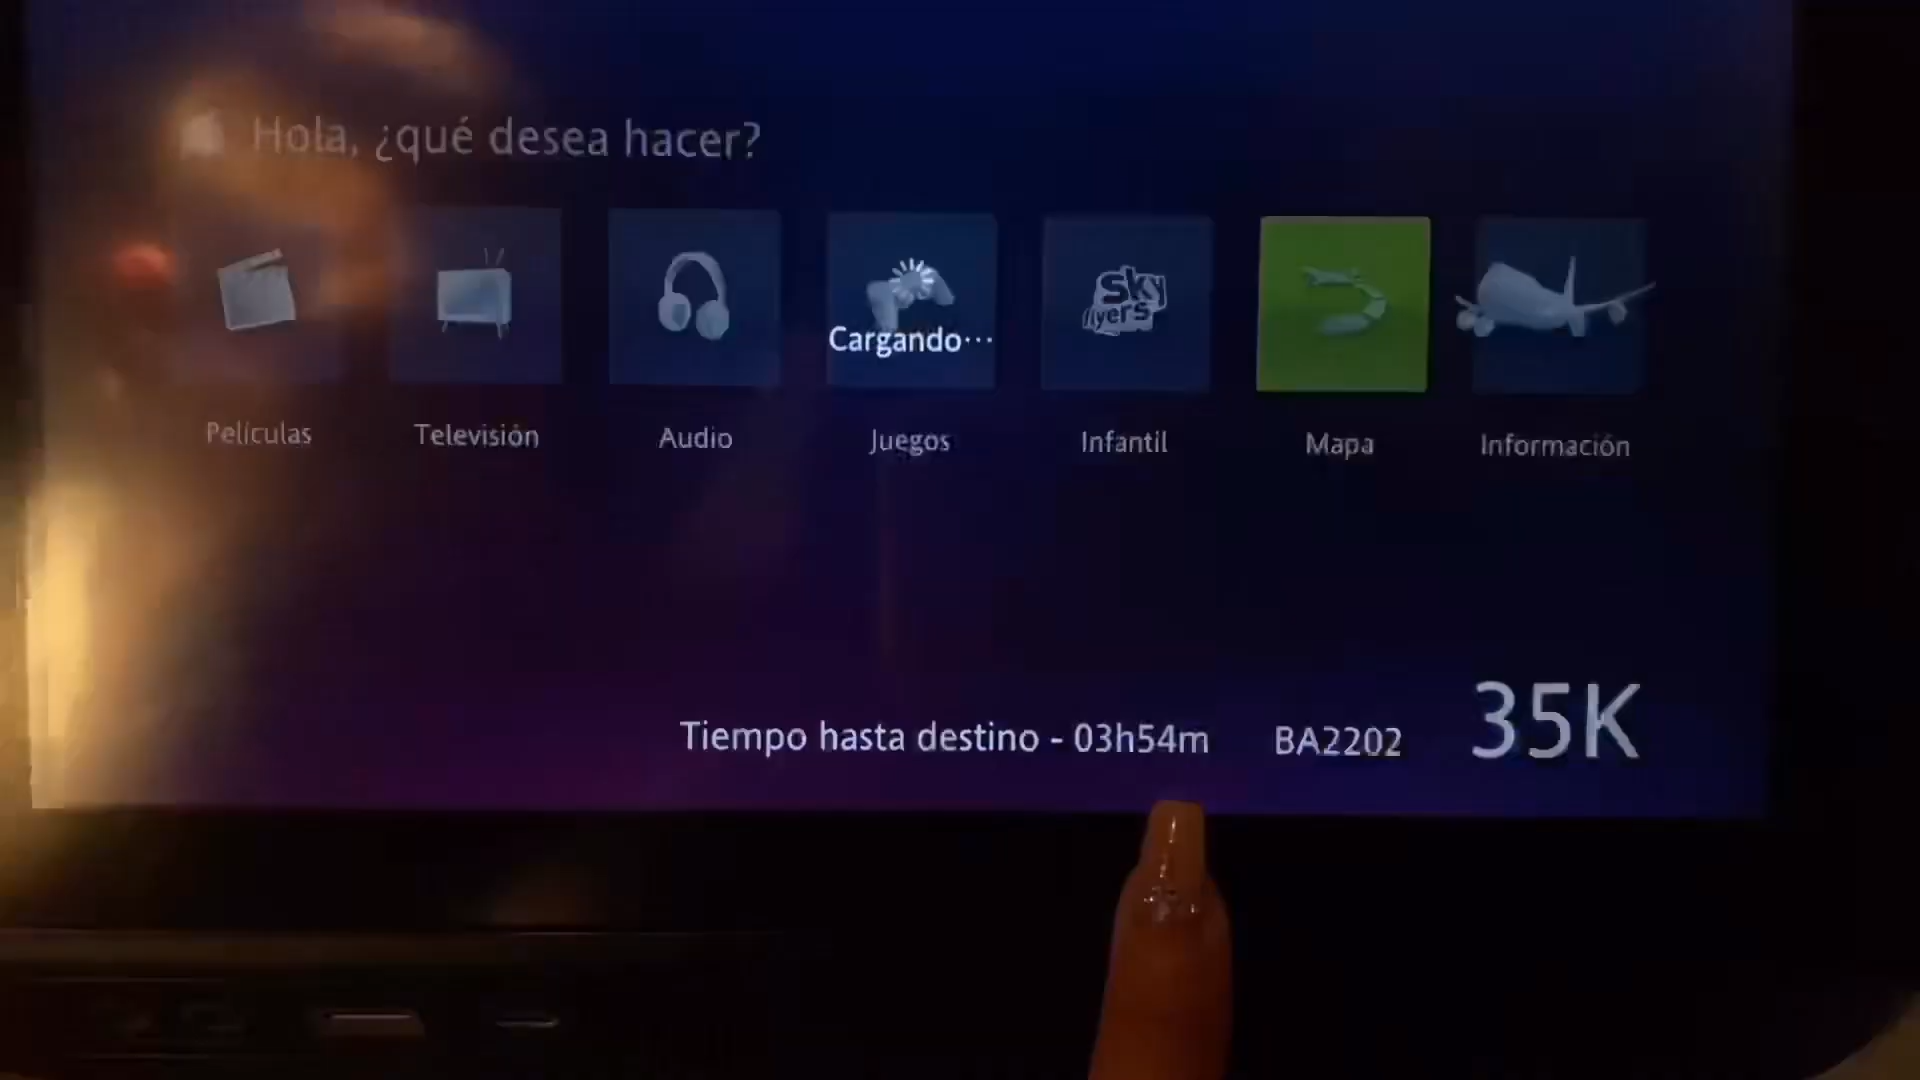 Hola, ¿qué desea hacer?
Sky
flyers
Cargando...
Películas
Televisión
Audio
Juegos
Infantil
Mapa
Información
Tiempo hasta destino - 03h54m
BA2202
35K